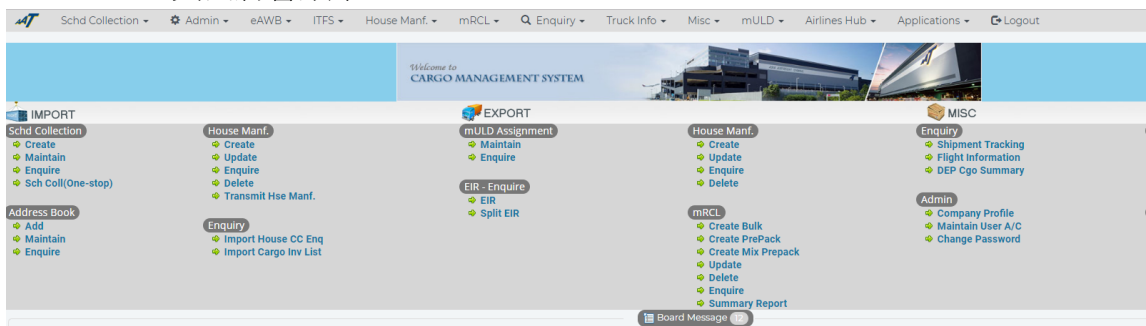 AAT
Schd Collection
Admin
eAWB
ITFS
House Manf.
mRCL
Enquiry
Truck Info
Misc
mULD
Airlines Hub
Applications
Logout
Welcome to
CARGO MANAGEMENT SYSTEM
IMPORT
Schd Collection
Create
Maintain
Enquire
Sch Coll(One-stop)
Address Book
Add
Maintain
Enquire
House Manf.
Create
Update
Enquire
Delete
Transmit Hse Manf.
Enquiry
Import House CC Enq
Import Cargo Inv List
EXPORT
mULD Assignment
Maintain
Enquire
EIR - Enquire
EIR
Split EIR
House Manf.
Create
Update
Enquire
Delete
mRCL
Create Bulk
Create PrePack
Create Mix Prepack
Update
Delete
Enquire
Summary Report
MISC
Enquiry
Shipment Tracking
Flight Information
DEP Cgo Summary
Admin
Company Profile
Maintain User A/C
Change Password
Board Message 12